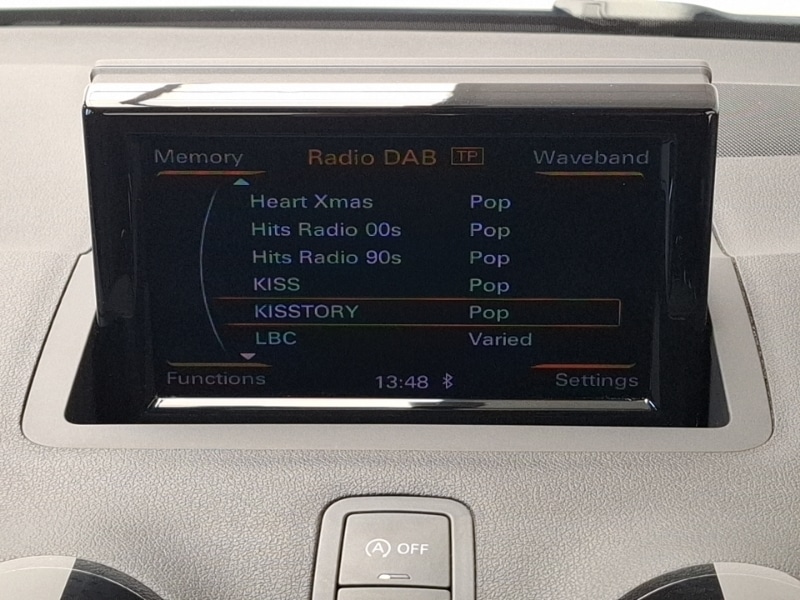 Memory Radio DAB TP Waveband
Heart Xmas Pop
Hits Radio 00s Pop
Hits Radio 90s Pop
KISS Pop
KISSTORY Pop
LBC Varied
Functions 13:48 Settings
A OFF